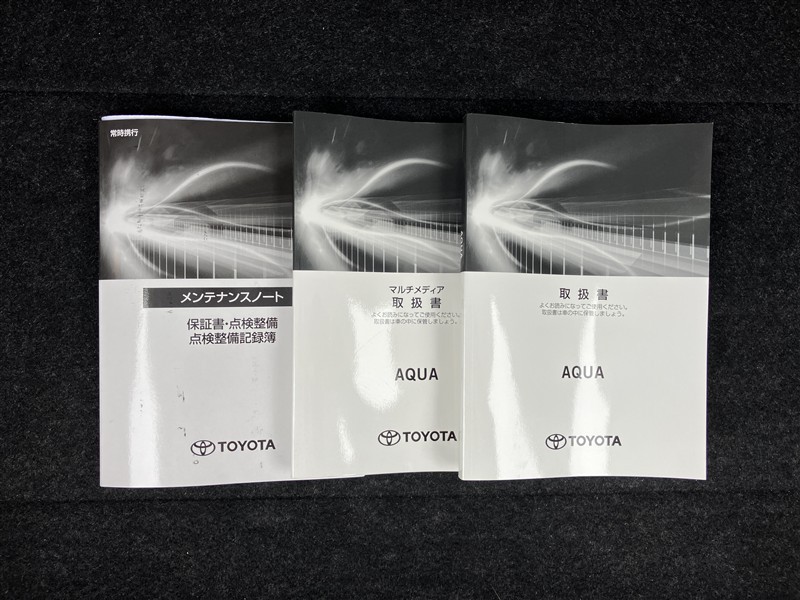 常時携行
メンテナンスノート
保証書・点検整備
点検整備記録簿
TOYOTA
マルチメディア
取扱書
よくお読みになってご使用ください。
取扱書は車の中に保管しましょう。
AQUA
TOYOTA
取扱書
よくお読みになってご使用ください。
取扱書は車の中に保管しましょう。
AQUA
TOYOTA